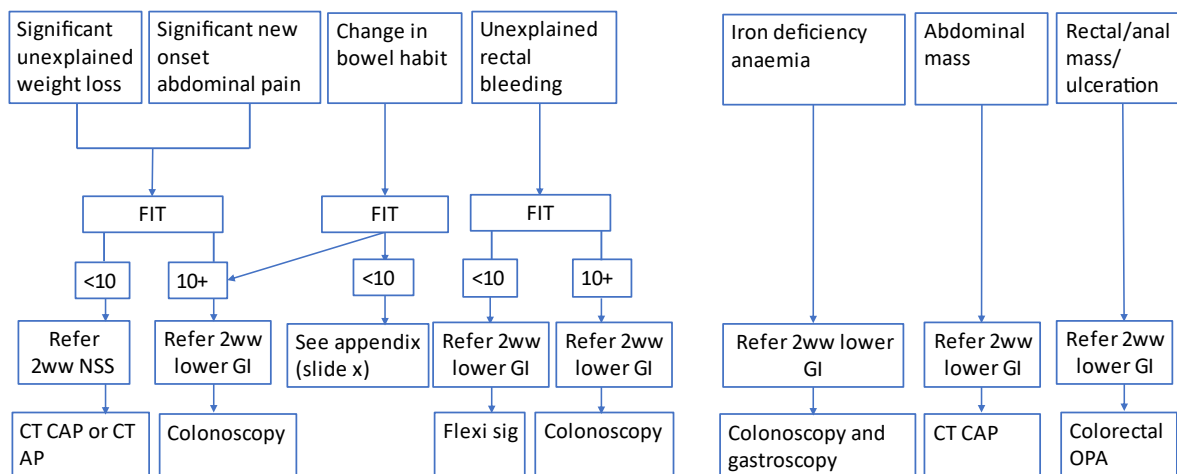 Significant
unexplained
weight loss
Significant new
onset
abdominal pain
Change in
bowel habit
Unexplained
rectal
bleeding
Iron deficiency
anaemia
Abdominal
mass
Rectal/anal
mass/
ulceration
FIT
FIT
FIT
<10
10+
<10
<10
10+
Refer
2ww NSS
Refer 2ww
lower GI
See appendix
(slide x)
Refer 2ww
lower GI
Refer 2ww
lower GI
Refer 2ww lower
GI
Refer 2ww
lower GI
Refer 2ww
lower GI
CT CAP or CT
AP
Colonoscopy
Flexi sig
Colonoscopy
Colonoscopy and
gastroscopy
CT CAP
Colorectal
OPA